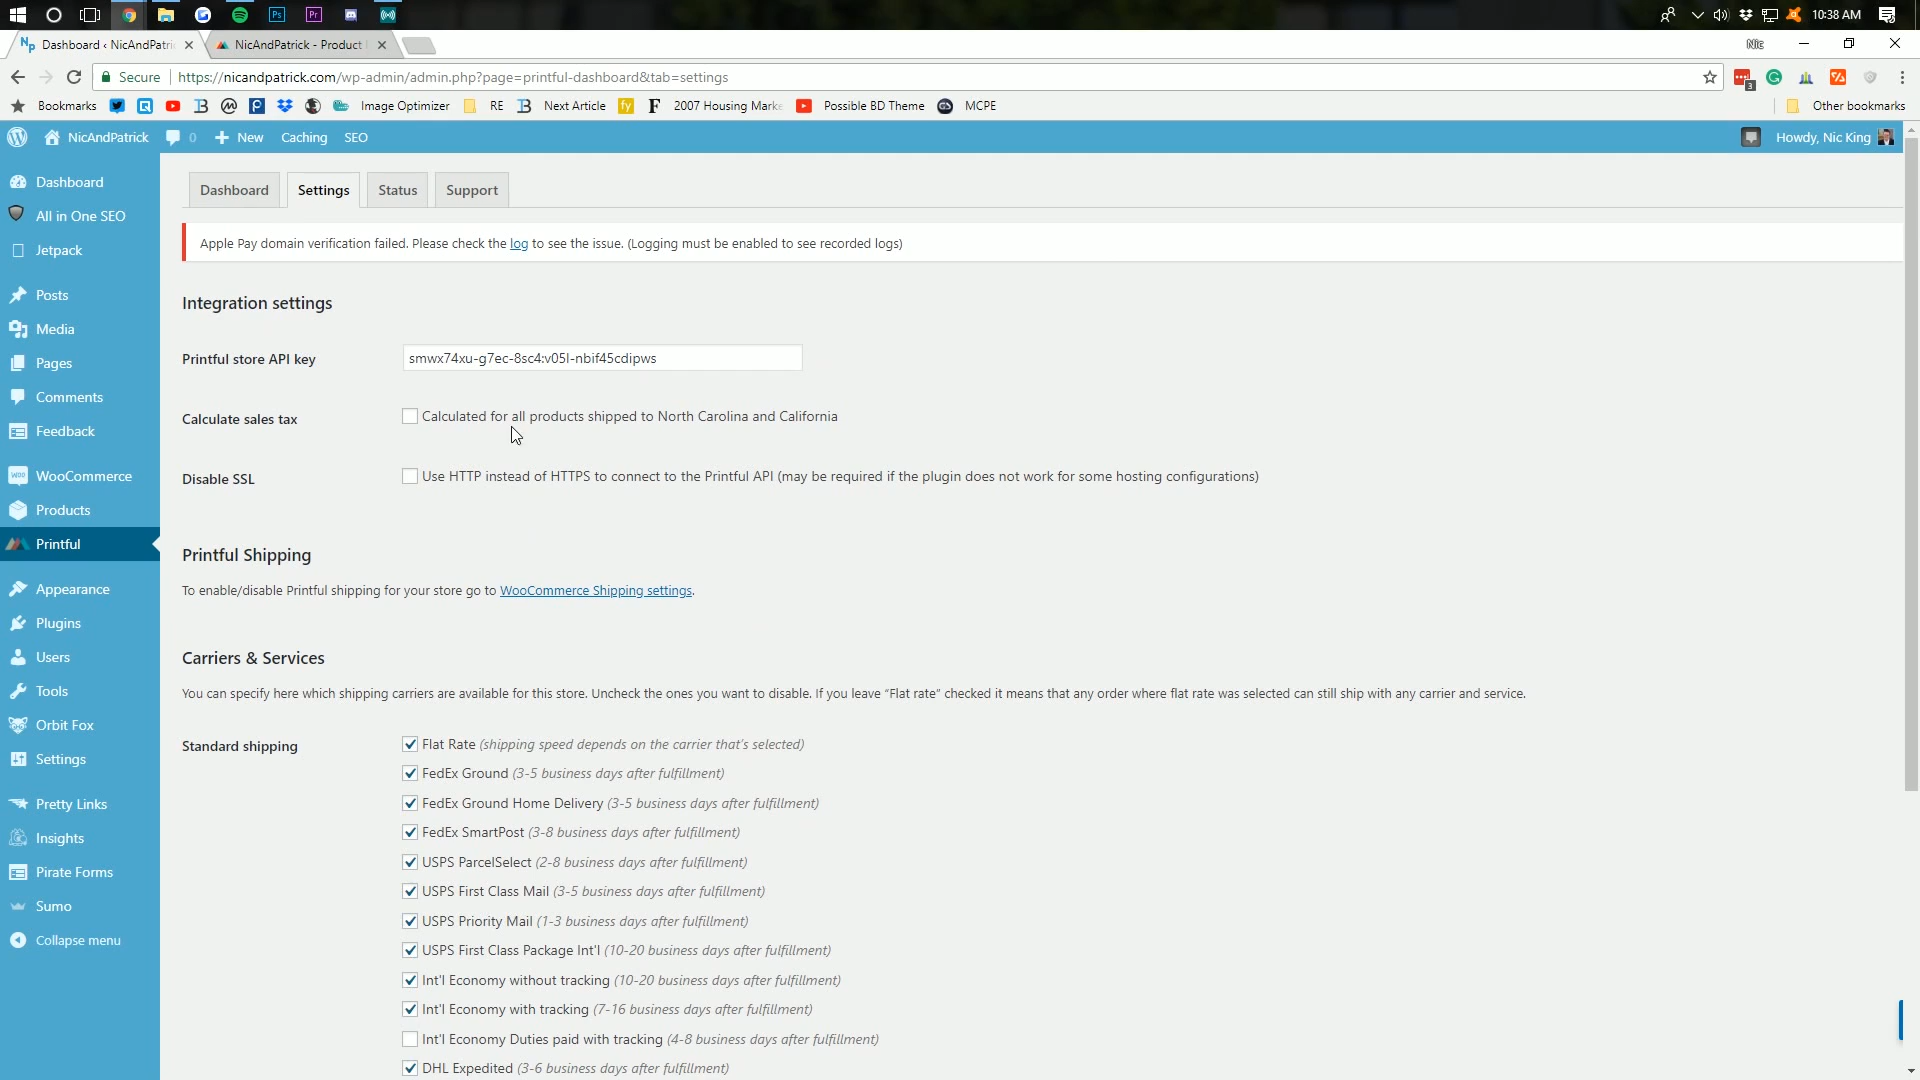 10:38 AM
Dashboard ‹ NicAndPatri
NicAndPatrick - Product
Nic
Secure
https://nicandpatrick.com/wp-admin/admin.php?page=printful-dashboard&tab=settings
3
Bookmarks
Image Optimizer
RE
Next Article
fy
2007 Housing Marke
Possible BD Theme
MCPE
Other bookmarks
NicAndPatrick
0
New
Caching
SEO
Howdy, Nic King
Dashboard
All in One SEO
Jetpack
Posts
Media
Pages
Comments
Feedback
WooCommerce
Products
Printful
Appearance
Plugins
Users
Tools
Orbit Fox
Settings
Pretty Links
Insights
Pirate Forms
Sumo
Collapse menu
Dashboard
Settings
Status
Support
Apple Pay domain verification failed. Please check the log to see the issue. (Logging must be enabled to see recorded logs)
Integration settings
Printful store API key
smwx74xu-g7ec-8sc4:v05l-nbif45cdipws
Calculate sales tax
Calculated for all products shipped to North Carolina and California
Disable SSL
Use HTTP instead of HTTPS to connect to the Printful API (may be required if the plugin does not work for some hosting configurations)
Printful Shipping
To enable/disable Printful shipping for your store go to WooCommerce Shipping settings.
Carriers & Services
You can specify here which shipping carriers are available for this store. Uncheck the ones you want to disable. If you leave “Flat rate” checked it means that any order where flat rate was selected can still ship with any carrier and service.
Standard shipping
Flat Rate (shipping speed depends on the carrier that's selected)
FedEx Ground (3-5 business days after fulfillment)
FedEx Ground Home Delivery (3-5 business days after fulfillment)
FedEx SmartPost (3-8 business days after fulfillment)
USPS ParcelSelect (2-8 business days after fulfillment)
USPS First Class Mail (3-5 business days after fulfillment)
USPS Priority Mail (1-3 business days after fulfillment)
USPS First Class Package Int'l (10-20 business days after fulfillment)
Int'l Economy without tracking (10-20 business days after fulfillment)
Int'l Economy with tracking (7-16 business days after fulfillment)
Int'l Economy Duties paid with tracking (4-8 business days after fulfillment)
DHL Expedited (3-6 business days after fulfillment)